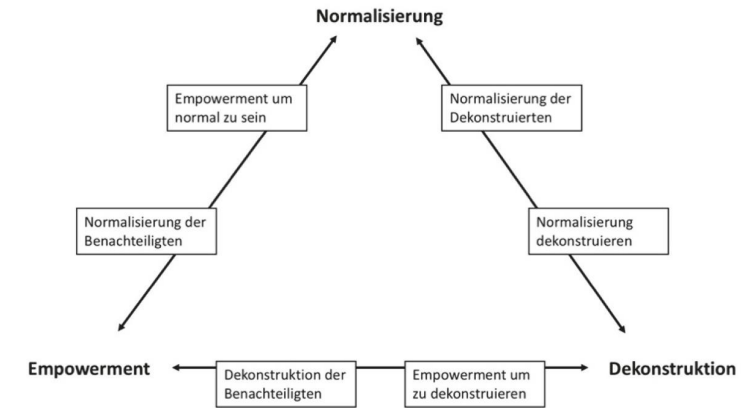 Normalisierung
Empowerment um
normal zu sein
Normalisierung der
Dekonstruierten
Normalisierung der
Benachteiligten
Normalisierung
dekonstruieren
Empowerment
Dekonstruktion der
Benachteiligten
Empowerment um
zu dekonstruieren
Dekonstruktion